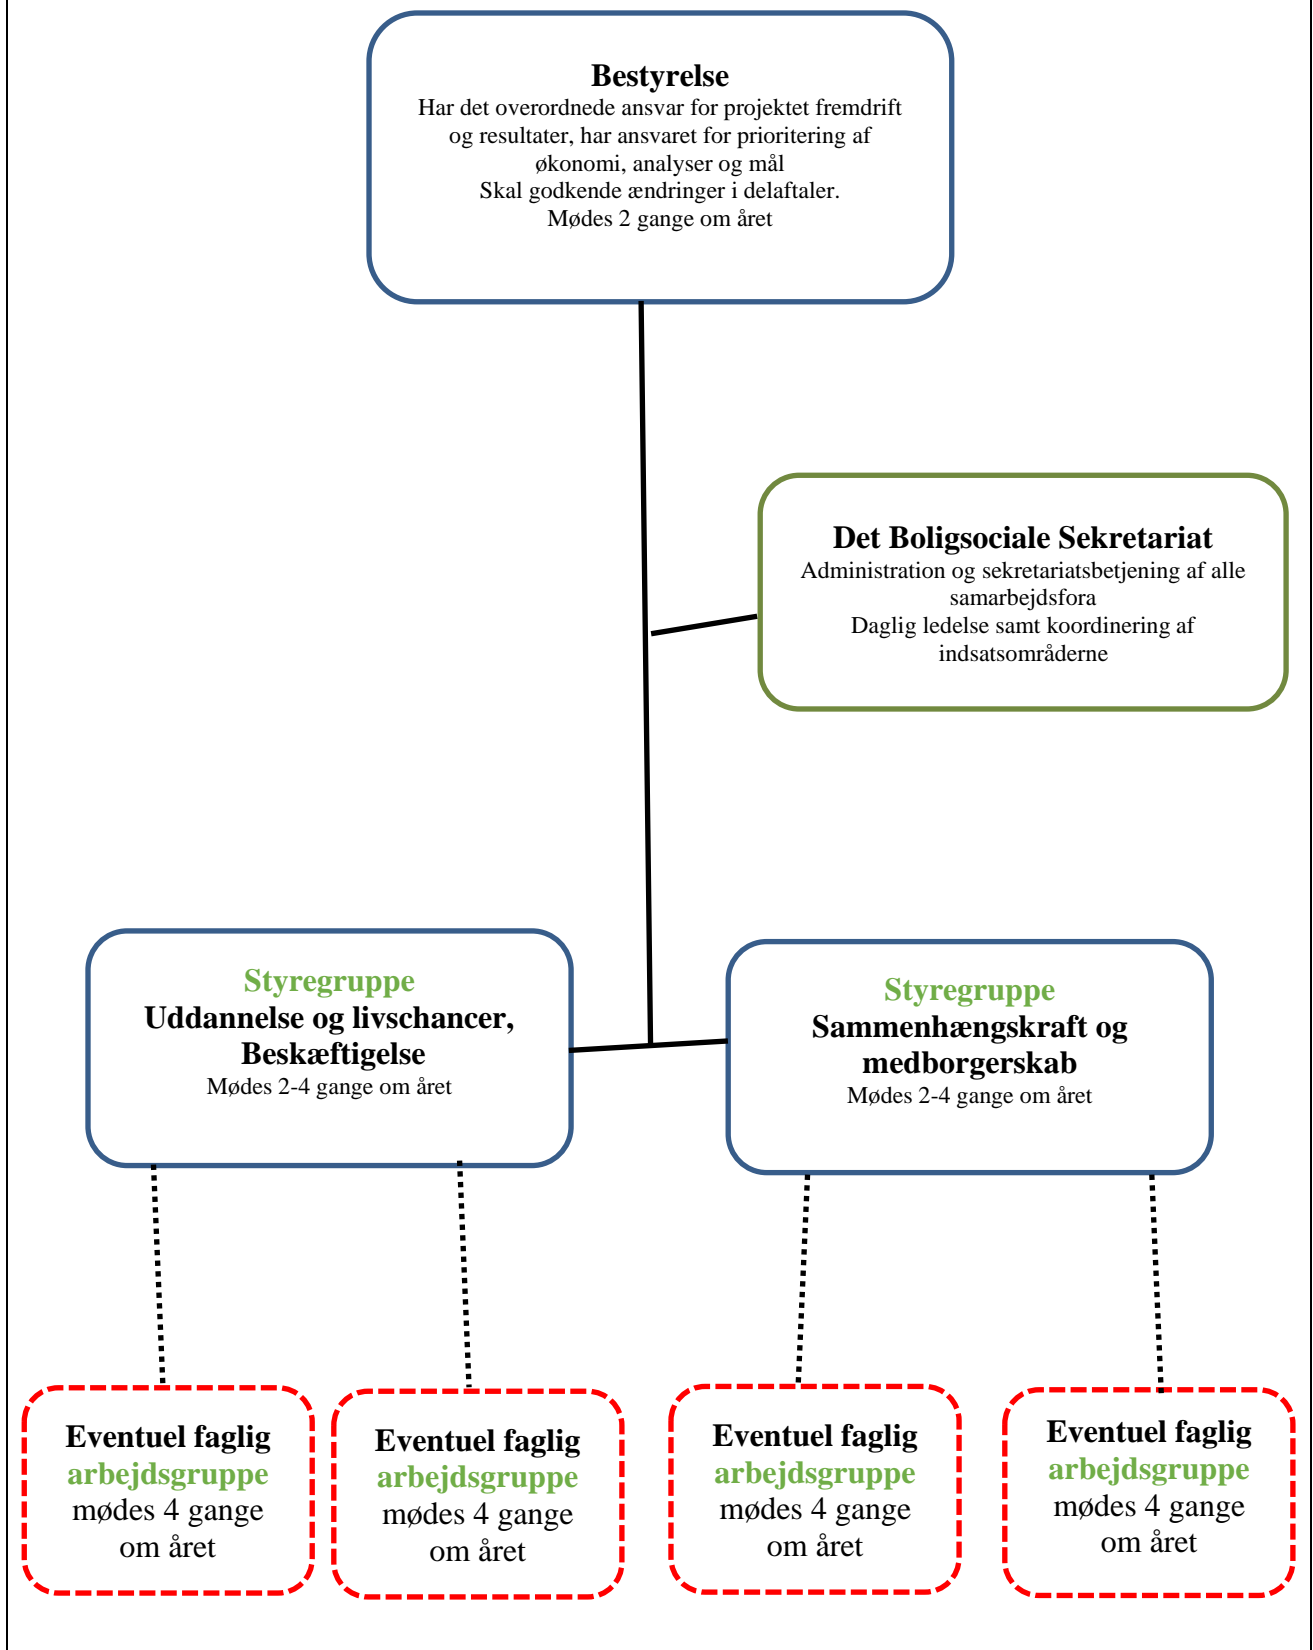 Bestyrelse
Har det overordnede ansvar for projektet fremdrift
og resultater, har ansvaret for prioritering af
økonomi, analyser og mål
Skal godkende ændringer i delaftaler.
Mødes 2 gange om året
Det Boligsociale Sekretariat
Administration og sekretariatsbetjening af alle
samarbejdsfora
Daglig ledelse samt koordinering af
indsatsområderne
Styregruppe
Uddannelse og livschancer,
Beskæftigelse
Mødes 2-4 gange om året
Styregruppe
Sammenhængskraft og
medborgerskab
Mødes 2-4 gange om året
Eventuel faglig
arbejdsgruppe
mødes 4 gange
om året
Eventuel faglig
arbejdsgruppe
mødes 4 gange
om året
Eventuel faglig
arbejdsgruppe
mødes 4 gange
om året
Eventuel faglig
arbejdsgruppe
mødes 4 gange
om året